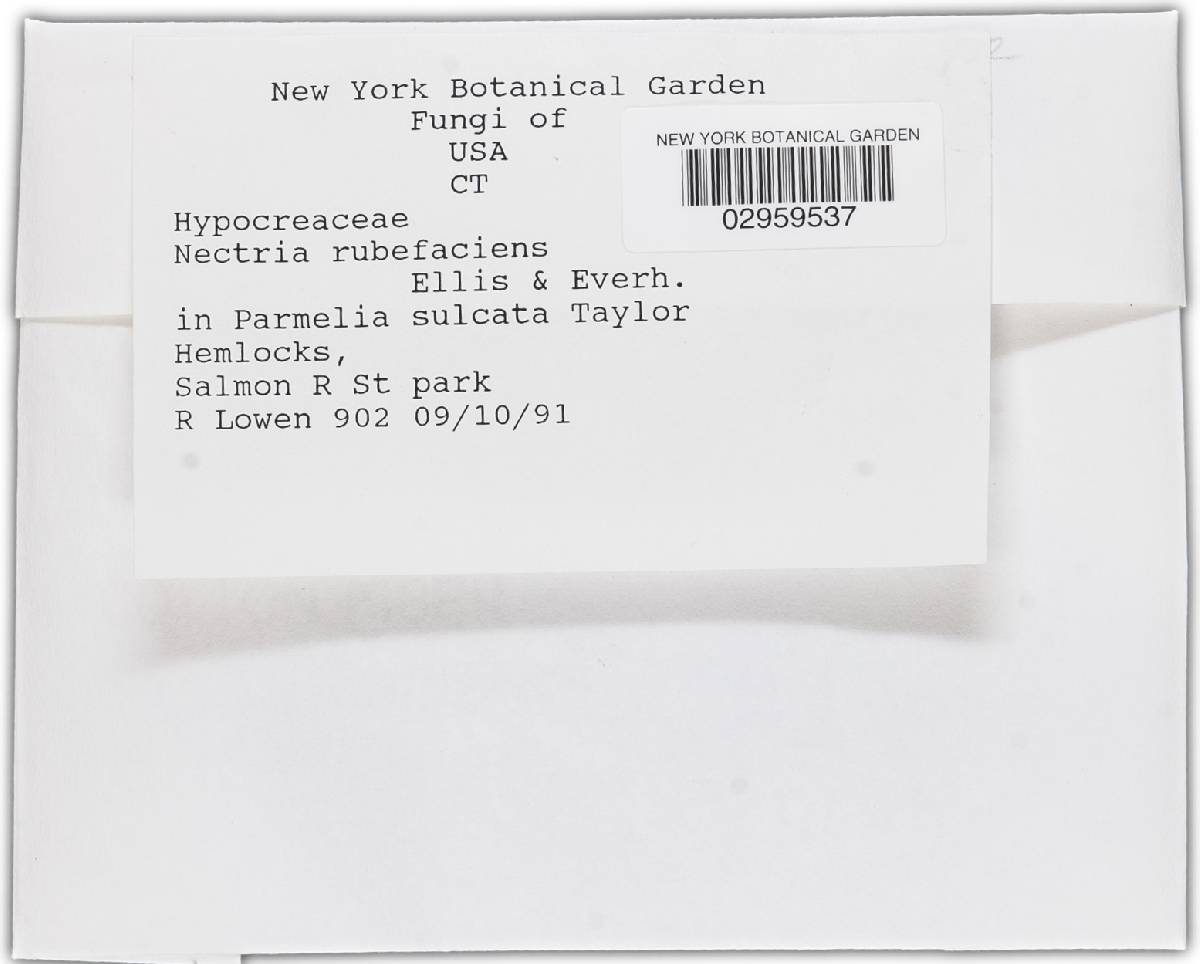 New York Botanical Garden
Fungi of
USA
CT
NEW YORK BOTANICAL GARDEN
02959537
Hypocreaceae
Nectria rubefaciens
Ellis & Everh.
in Parmelia sulcata Taylor
Hemlocks,
Salmon R St park
R Lowen 902 09/10/91